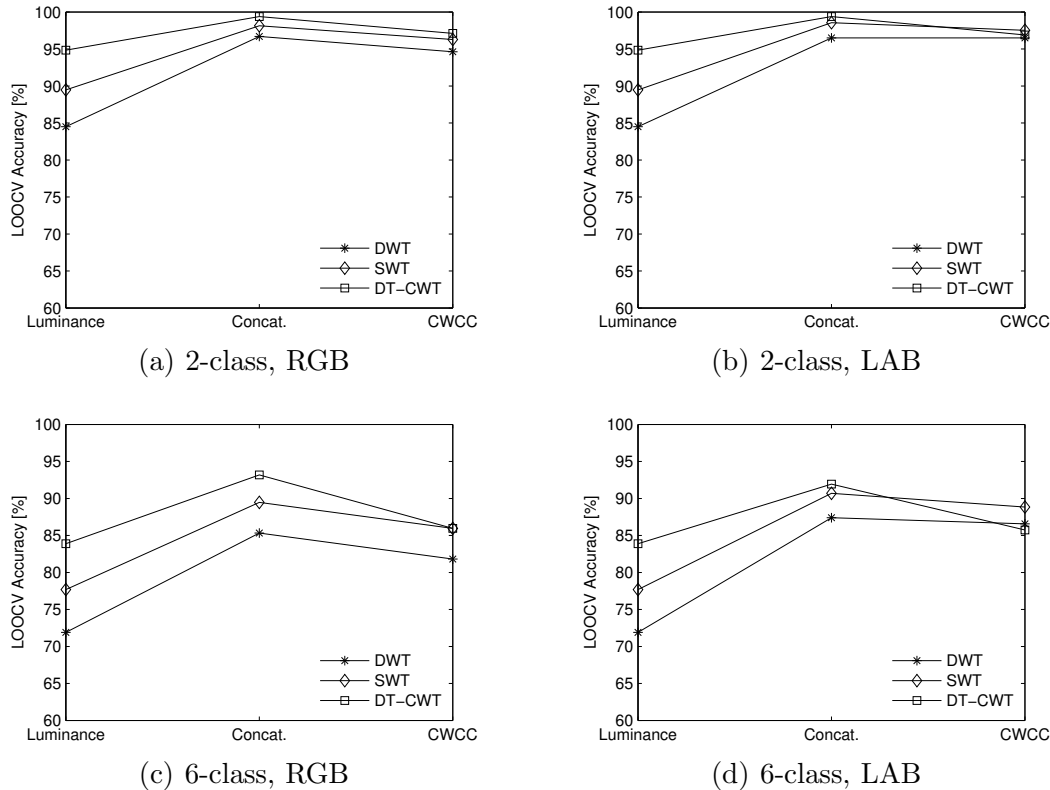 100
95
90
85
80
75
70
65
60
LOOCV Accuracy [%]
DWT
SWT
DT−CWT
Luminance Concat. CWCC
(a) 2-class, RGB
100
95
90
85
80
75
70
65
60
LOOCV Accuracy [%]
DWT
SWT
DT−CWT
Luminance Concat. CWCC
(b) 2-class, LAB
100
95
90
85
80
75
70
65
60
LOOCV Accuracy [%]
DWT
SWT
DT−CWT
Luminance Concat. CWCC
(c) 6-class, RGB
100
95
90
85
80
75
70
65
60
LOOCV Accuracy [%]
DWT
SWT
DT−CWT
Luminance Concat. CWCC
(d) 6-class, LAB